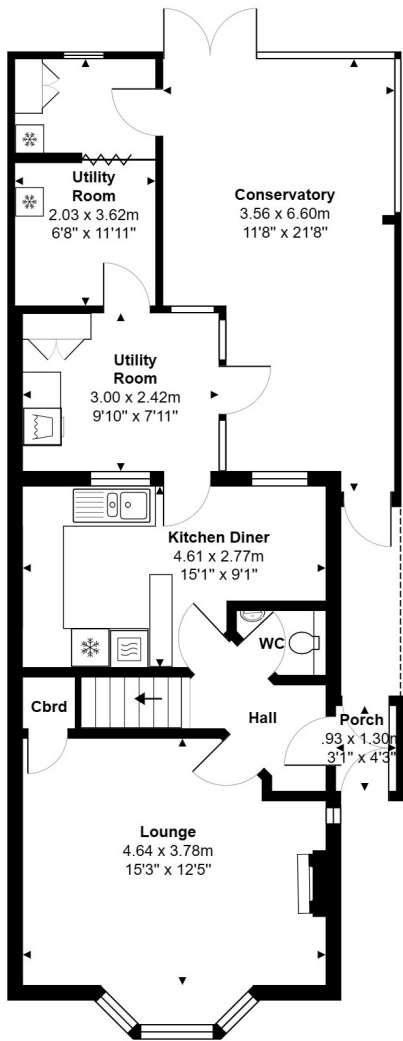 Utility
Room
2.03 x 3.62m
6'8" x 11'11"
Conservatory
3.56 x 6.60m
11'8" x 21'8"
Utility
Room
3.00 x 2.42m
9'10" x 7'11"
Kitchen Diner
4.61 x 2.77m
15'1" x 9'1"
WC
Cbrd
Hall
Porch
.93 x 1.30m
3'1" x 4'3"
Lounge
4.64 x 3.78m
15'3" x 12'5"